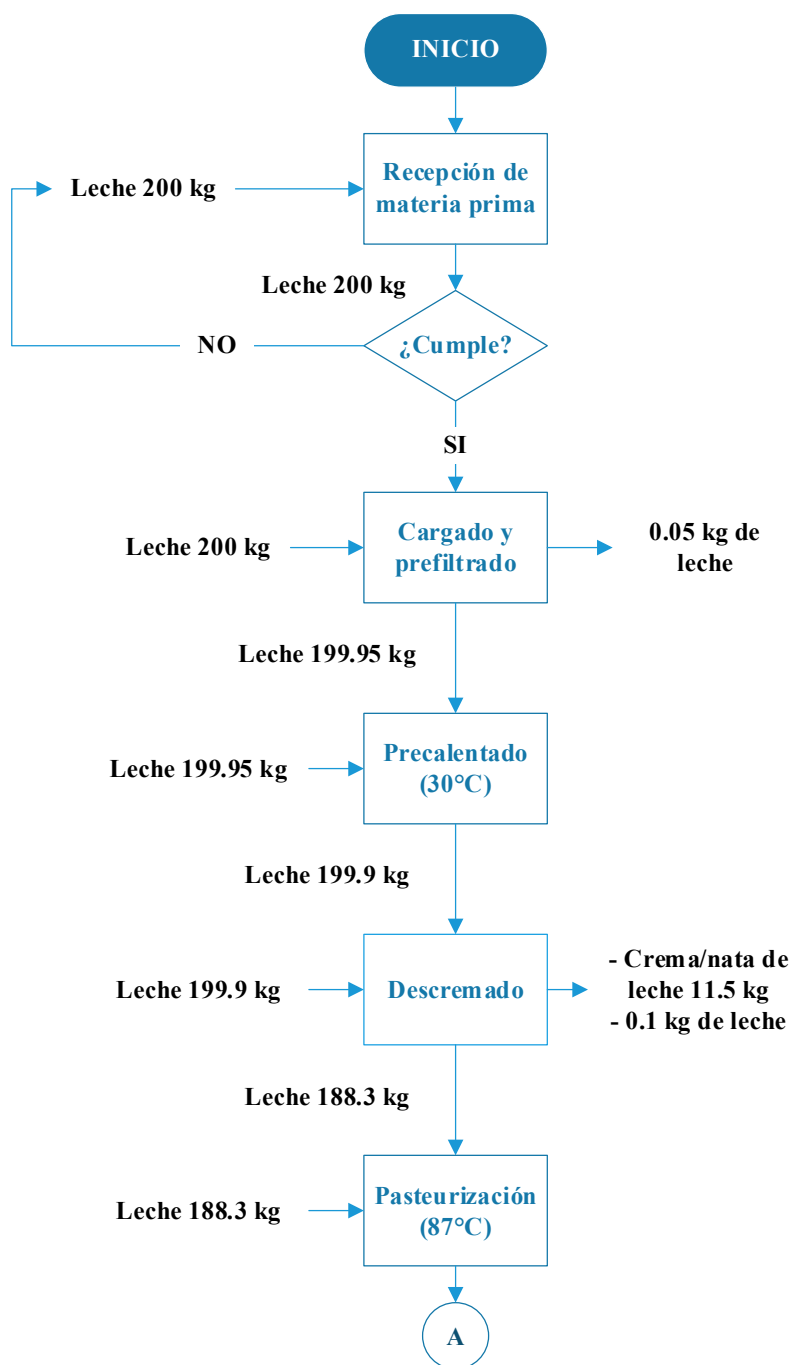 INICIO
Recepción de
materia prima
Leche 200 kg
Leche 200 kg
¿Cumple?
NO
SI
Cargado y
prefiltrado
Leche 200 kg
0.05 kg de
leche
Leche 199.95 kg
Precalentado
(30°C)
Leche 199.95 kg
Leche 199.9 kg
Descremado
Leche 199.9 kg
- Crema/nata de
leche 11.5 kg
- 0.1 kg de leche
Leche 188.3 kg
Pasteurización
(87°C)
Leche 188.3 kg
A